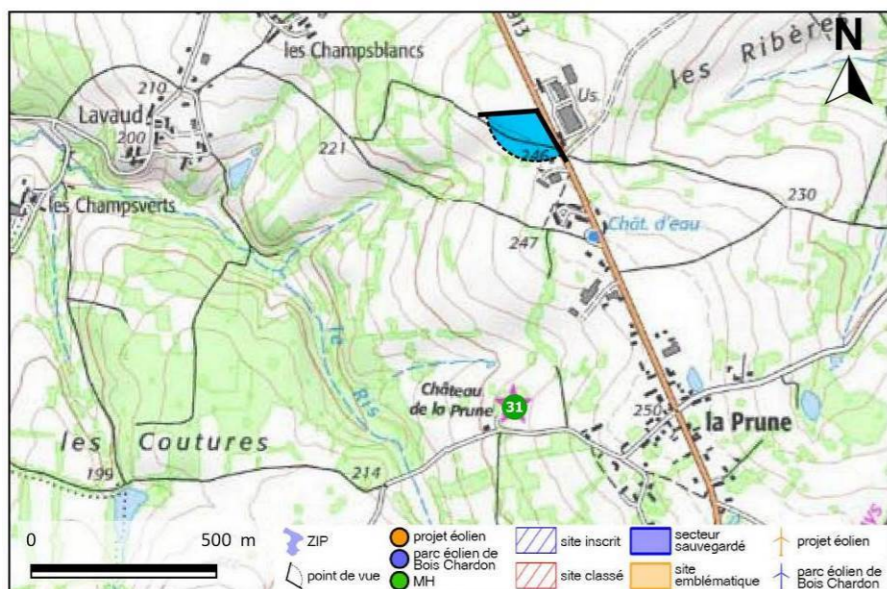 913
les Champsblancs
N
les Ribères
Us.
210
Lavaud
200
221
246
230
les Champsverts
247
Chât. d'eau
le Ris
Château
de la Prune
31
250
la Prune
les Coutures
199
214
0 500 m
ZIP
point de vue
projet éolien
parc éolien de
Bois Chardon
MH
site inscrit
site classé
secteur
sauvegardé
site
emblématique
projet éolien
parc éolien de
Bois Chardon